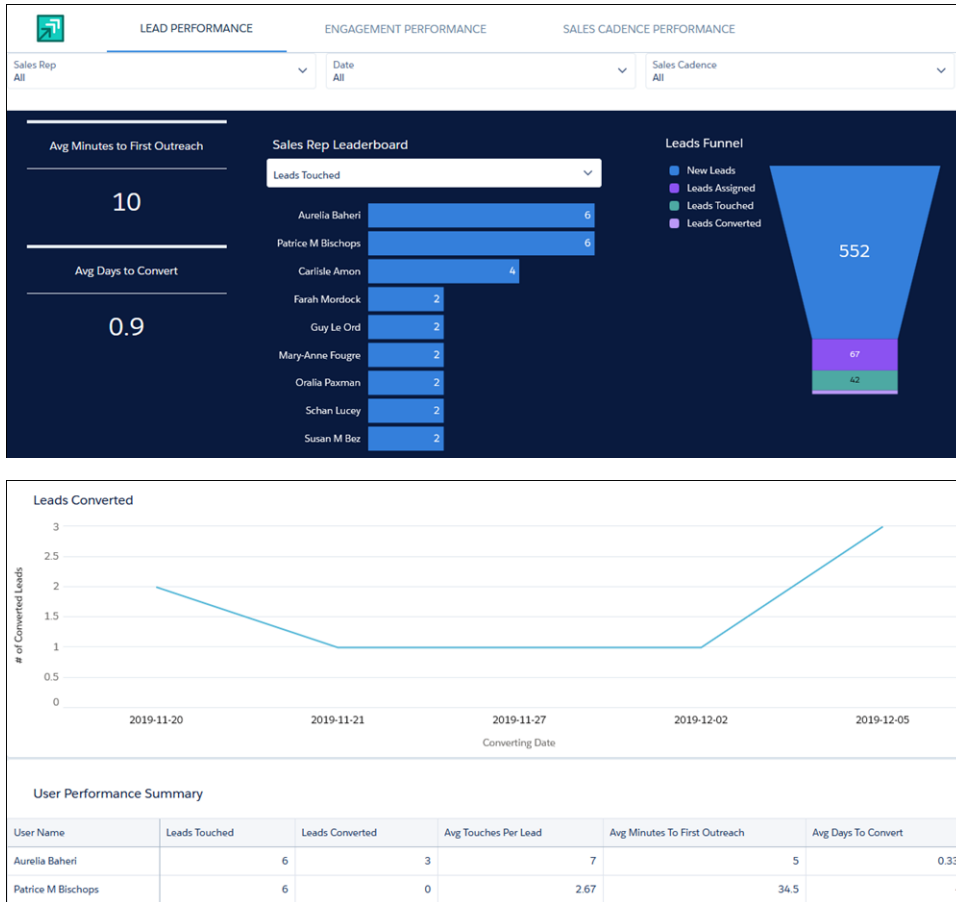 LEAD PERFORMANCE ENGAGEMENT PERFORMANCE SALES CADENCE PERFORMANCE
Sales Rep
All
Date
All
Sales Cadence
All
Avg Minutes to First Outreach
10
Avg Days to Convert
0.9
Sales Rep Leaderboard
Leads Touched
Aurelia Baheri 6
Patrice M Bischops 6
Carlisle Amon 4
Farah Mordock 2
Guy Le Ord 2
Mary-Anne Fougre 2
Oralia Paxman 2
Schan Lucey 2
Susan M Bez 2
Leads Funnel
New Leads
Leads Assigned
Leads Touched
Leads Converted
552
67
42
Leads Converted
# of Converted Leads
3
2.5
2
1.5
1
0.5
0
2019-11-20 2019-11-21 2019-11-27 2019-12-02 2019-12-05
Converting Date
User Performance Summary
User Name Leads Touched Leads Converted Avg Touches Per Lead Avg Minutes To First Outreach Avg Days To Convert
Aurelia Baheri 6 3 7 5 0.33
Patrice M Bischops 6 0 2.67 34.5